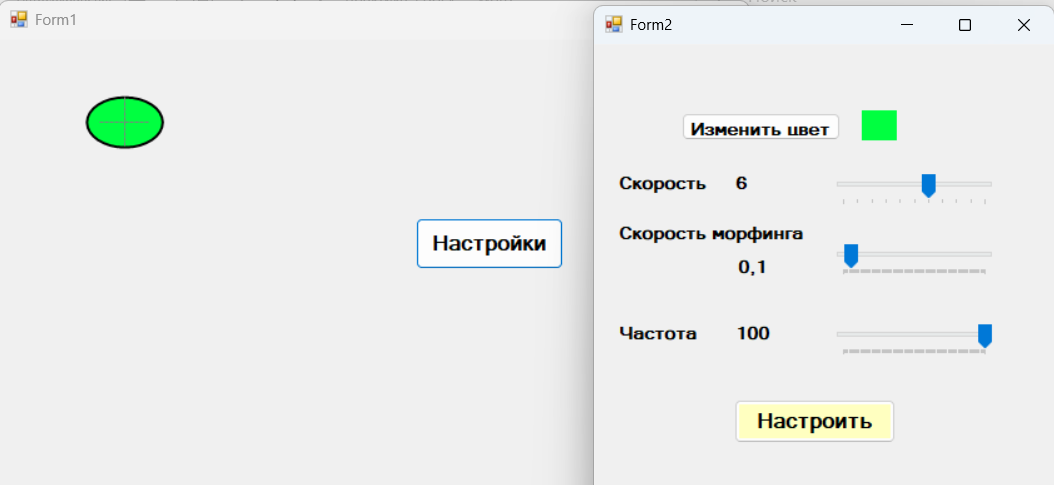 Form1
Form2
Изменить цвет
Скорость 6
Настройки
Скорость морфинга
0,1
Частота 100
Настроить